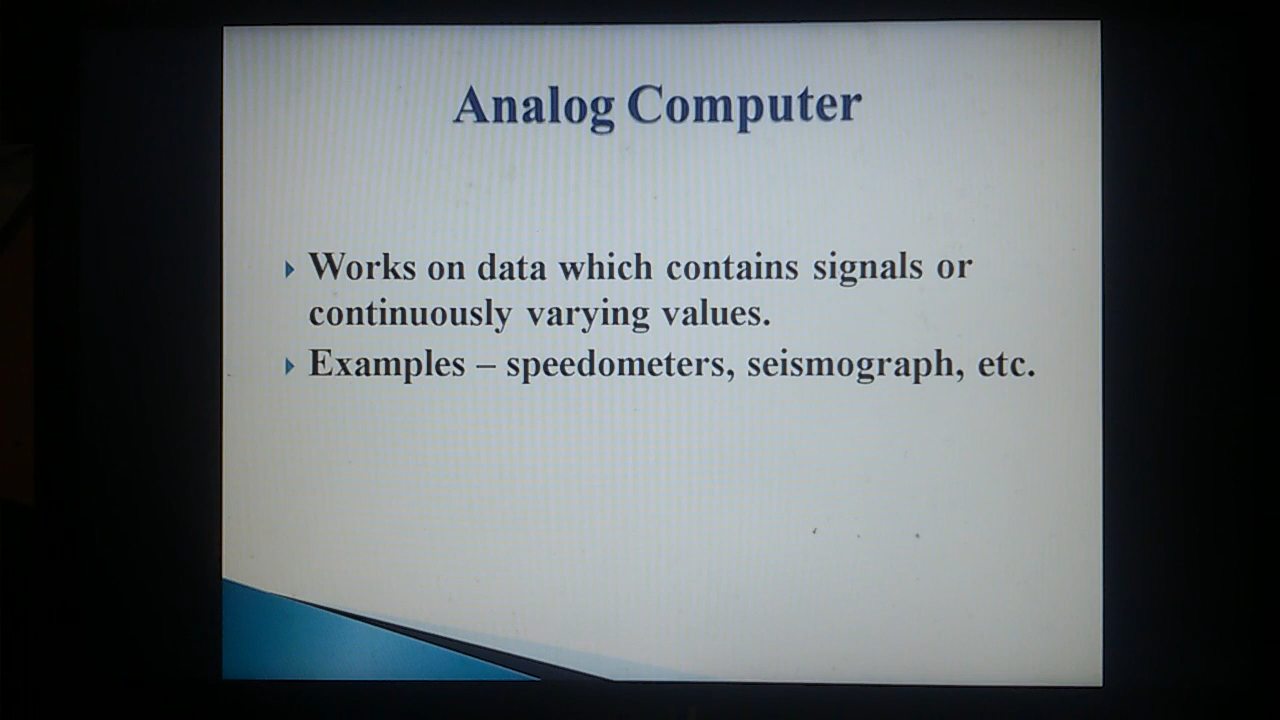 Analog Computer
Works on data which contains signals or
continuously varying values.
Examples – speedometers, seismograph, etc.